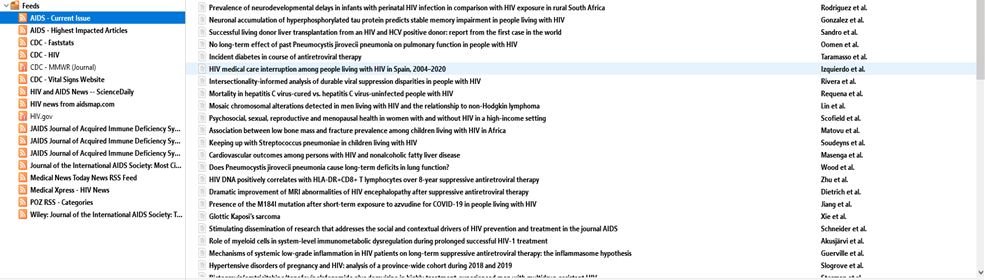 Feeds
AIDS - Current Issue
AIDS - Highest Impacted Articles
CDC - Faststats
CDC - HIV
CDC - MMWR (Journal)
CDC - Vital Signs Website
HIV and AIDS News -- ScienceDaily
HIV news from aidsmap.com
HIV.gov
JAIDS Journal of Acquired Immune Deficiency Sy...
JAIDS Journal of Acquired Immune Deficiency Sy...
JAIDS Journal of Acquired Immune Deficiency Sy...
Journal of the International AIDS Society: Most Ci...
Medical News Today News RSS Feed
Medical Xpress - HIV News
POZ RSS - Categories
Wiley: Journal of the International AIDS Society: T...
Prevalence of neurodevelopmental delays in infants with perinatal HIV infection in comparison with HIV exposure in rural South Africa Rodriguez et al.
Neuronal accumulation of hyperphosphorylated tau protein predicts stable memory impairment in people living with HIV Gonzalez et al.
Successful living donor liver transplantation from an HIV and HCV positive donor: report from the first case in the world Sandro et al.
No long-term effect of past Pneumocystis jirovecii pneumonia on pulmonary function in people with HIV Oomen et al.
Incident diabetes in course of antiretroviral therapy Taramasso et al.
HIV medical care interruption among people living with HIV in Spain, 2004–2020 Izquierdo et al.
Intersectionality-informed analysis of durable viral suppression disparities in people with HIV Rivera et al.
Mortality in hepatitis C virus-cured vs. hepatitis C virus-uninfected people with HIV Requena et al.
Mosaic chromosomal alterations detected in men living with HIV and the relationship to non-Hodgkin lymphoma Lin et al.
Psychosocial, sexual, reproductive and menopausal health in women with and without HIV in a high-income setting Scofield et al.
Association between low bone mass and fracture prevalence among children living with HIV in Africa Matovu et al.
Keeping up with Streptococcus pneumoniae in children living with HIV Soudeyns et al.
Cardiovascular outcomes among persons with HIV and nonalcoholic fatty liver disease Masenga et al.
Does Pneumocystis jirovecii pneumonia cause long-term deficits in lung function? Wood et al.
HIV DNA positively correlates with HLA-DR+CD8+ T lymphocytes over 8-year suppressive antiretroviral therapy Zhu et al.
Dramatic improvement of MRI abnormalities of HIV encephalopathy after suppressive antiretroviral therapy Dietrich et al.
Presence of the M184I mutation after short-term exposure to azvudine for COVID-19 in people living with HIV Jiang et al.
Glottic Kaposi's sarcoma Xie et al.
Stimulating dissemination of research that addresses the social and contextual drivers of HIV prevention and treatment in the journal AIDS Schneider et al.
Role of myeloid cells in system-level immunometabolic dysregulation during prolonged successful HIV-1 treatment Akusjärvi et al.
Mechanisms of systemic low-grade inflammation in HIV patients on long-term suppressive antiretroviral therapy: the inflammasome hypothesis Guerville et al.
Hypertensive disorders of pregnancy and HIV: analysis of a province-wide cohort during 2018 and 2019 Slogrove et al.